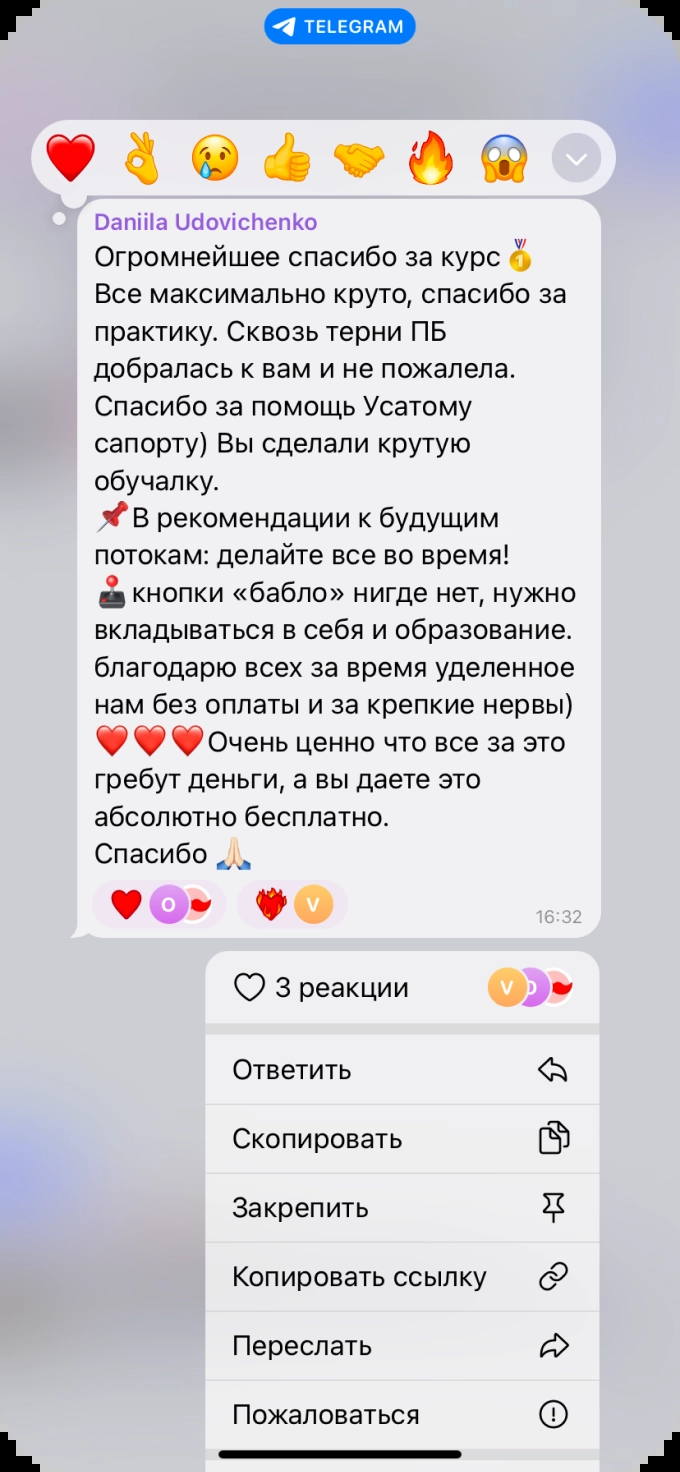 TELEGRAM
Daniila Udovichenko
Огромнейшее спасибо за курс🏅
Все максимально круто, спасибо за
практику. Сквозь терни ПБ
добралась к вам и не пожалела.
Спасибо за помощь Усатому
сапорту) Вы сделали крутую
обучалку.
📌В рекомендации к будущим
потокам: делайте все во время!
🕹кнопки «бабло» нигде нет, нужно
вкладываться в себя и образование.
благодарю всех за время уделенное
нам без оплаты и за крепкие нервы)
❤️❤️❤️Очень ценно что все за это
гребут деньги, а вы даете это
абсолютно бесплатно.
Спасибо 🙏🏻
O V
16:32
3 реакции V O
Ответить
Скопировать
Закрепить
Копировать ссылку
Переслать
Пожаловаться